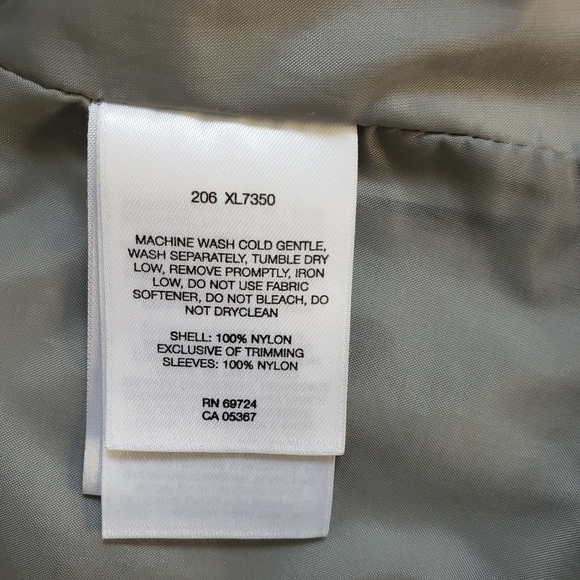 206 XL7350
MACHINE WASH COLD GENTLE,
WASH SEPARATELY, TUMBLE DRY
LOW, REMOVE PROMPTLY, IRON
LOW, DO NOT USE FABRIC
SOFTENER, DO NOT BLEACH, DO
NOT DRYCLEAN
SHELL: 100% NYLON
EXCLUSIVE OF TRIMMING
SLEEVES: 100% NYLON
RN 69724
CA 05367